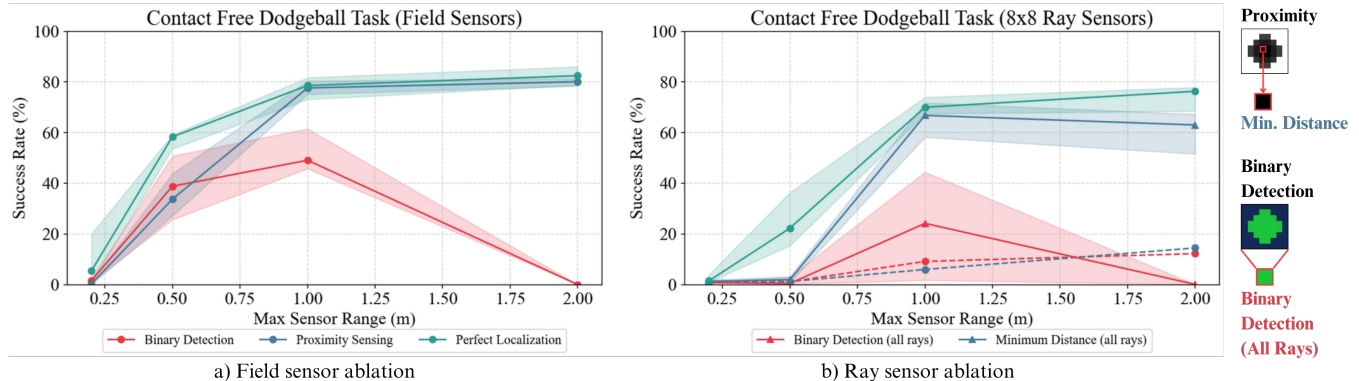 Contact Free Dodgeball Task (Field Sensors)
100
80
60
40
20
0
Success Rate (%)
0.25 0.50 0.75 1.00 1.25 1.50 1.75 2.00
Max Sensor Range (m)
Binary Detection Proximity Sensing Perfect Localization
a) Field sensor ablation
Contact Free Dodgeball Task (8x8 Ray Sensors)
100
80
60
40
20
0
Success Rate (%)
0.25 0.50 0.75 1.00 1.25 1.50 1.75 2.00
Max Sensor Range (m)
Binary Detection (all rays) Minimum Distance (all rays)
b) Ray sensor ablation
Proximity
Min. Distance
Binary
Detection
Binary
Detection
(All Rays)